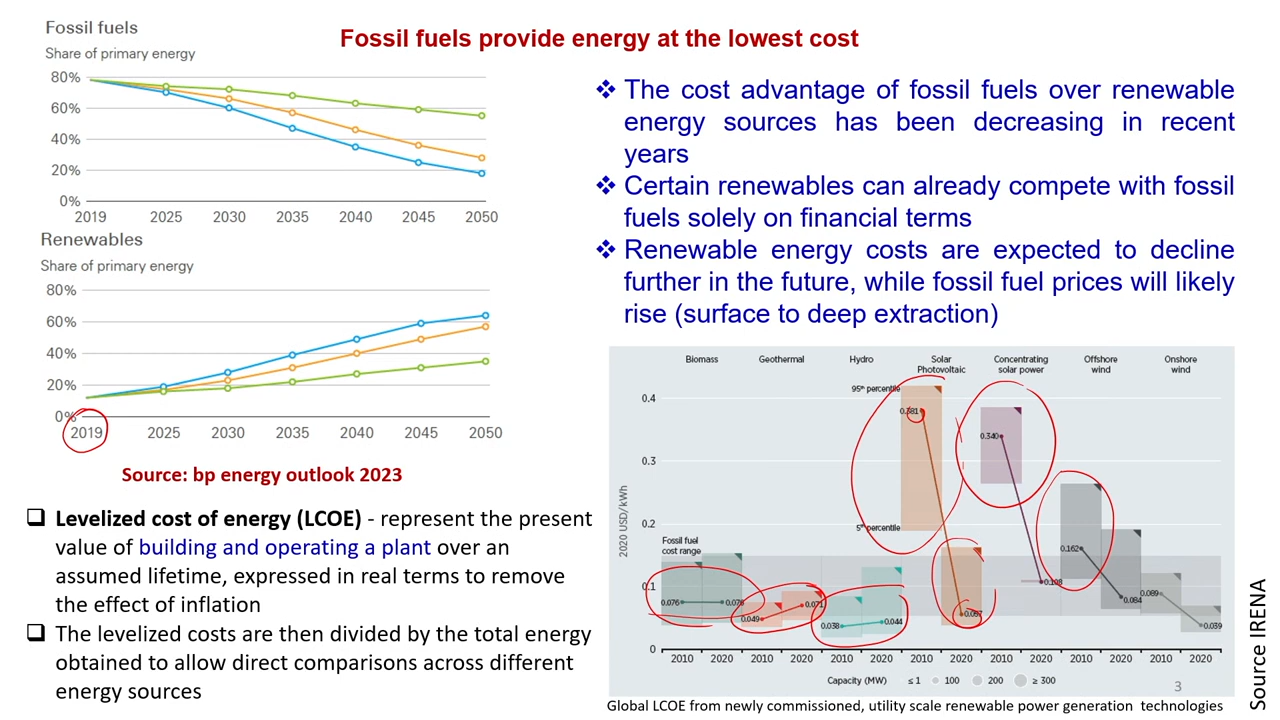 Fossil fuels provide energy at the lowest cost
Fossil fuels
Share of primary energy
80%
60%
40%
20%
0%
2019 2025 2030 2035 2040 2045 2050
Renewables
Share of primary energy
80%
60%
40%
20%
0%
2019 2025 2030 2035 2040 2045 2050
Source: bp energy outlook 2023
❑ Levelized cost of energy (LCOE) - represent the present
value of building and operating a plant over an
assumed lifetime, expressed in real terms to remove
the effect of inflation
❑ The levelized costs are then divided by the total energy
obtained to allow direct comparisons across different
energy sources
❖ The cost advantage of fossil fuels over renewable
energy sources has been decreasing in recent
years
❖ Certain renewables can already compete with fossil
fuels solely on financial terms
❖ Renewable energy costs are expected to decline
further in the future, while fossil fuel prices will likely
rise (surface to deep extraction)
Biomass Geothermal Hydro Solar Photovoltaic Concentrating solar power Offshore wind Onshore wind
95th percentile
5th percentile
Fossil fuel
cost range
2020 USD/kWh
0.4
0.3
0.2
0.1
0
0.076 0.076
0.049 0.071
0.038 0.044
0.381
0.340 0.108
0.162 0.084
0.089 0.039
2010 2020 2010 2020 2010 2020 2010 2020 2010 2020 2010 2020 2010 2020
Capacity (MW) ≤ 1 100 200 ≥ 300
3
Global LCOE from newly commissioned, utility scale renewable power generation technologies
Source IRENA